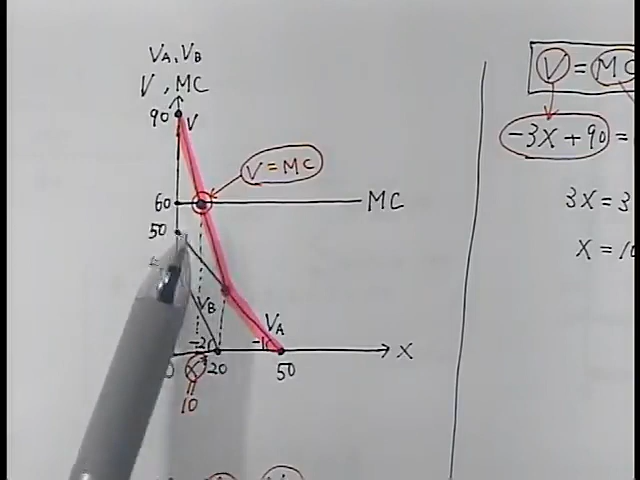 VA, VB
V, MC
90
V
V=MC
60
MC
50
VB
VA
-2
-1
X
20
50
X
10
V = MC
-3X+90 =
3X=3
X=10